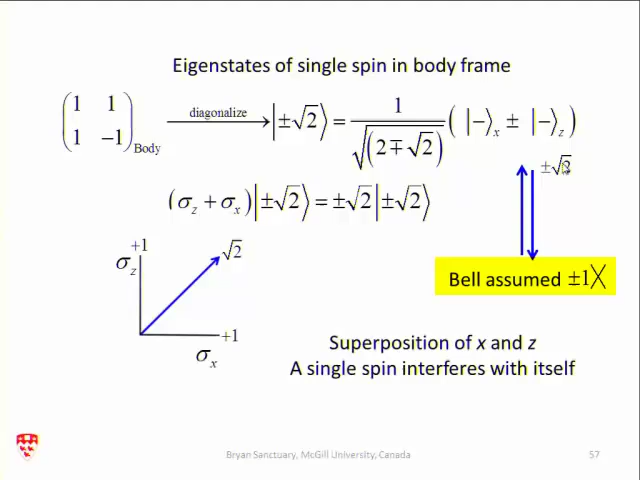 Eigenstates of single spin in body frame
(1 1
1 −1)Body diagonalize |±√2⟩ = 1/√(2∓√2) ( |−⟩x ± |−⟩z )
±√2
(σz + σx)|±√2⟩ = ±√2|±√2⟩
+1
σz
√2
Bell assumed ±1╳
+1
σx
Superposition of x and z
A single spin interferes with itself
Bryan Sanctuary, McGill University, Canada
57